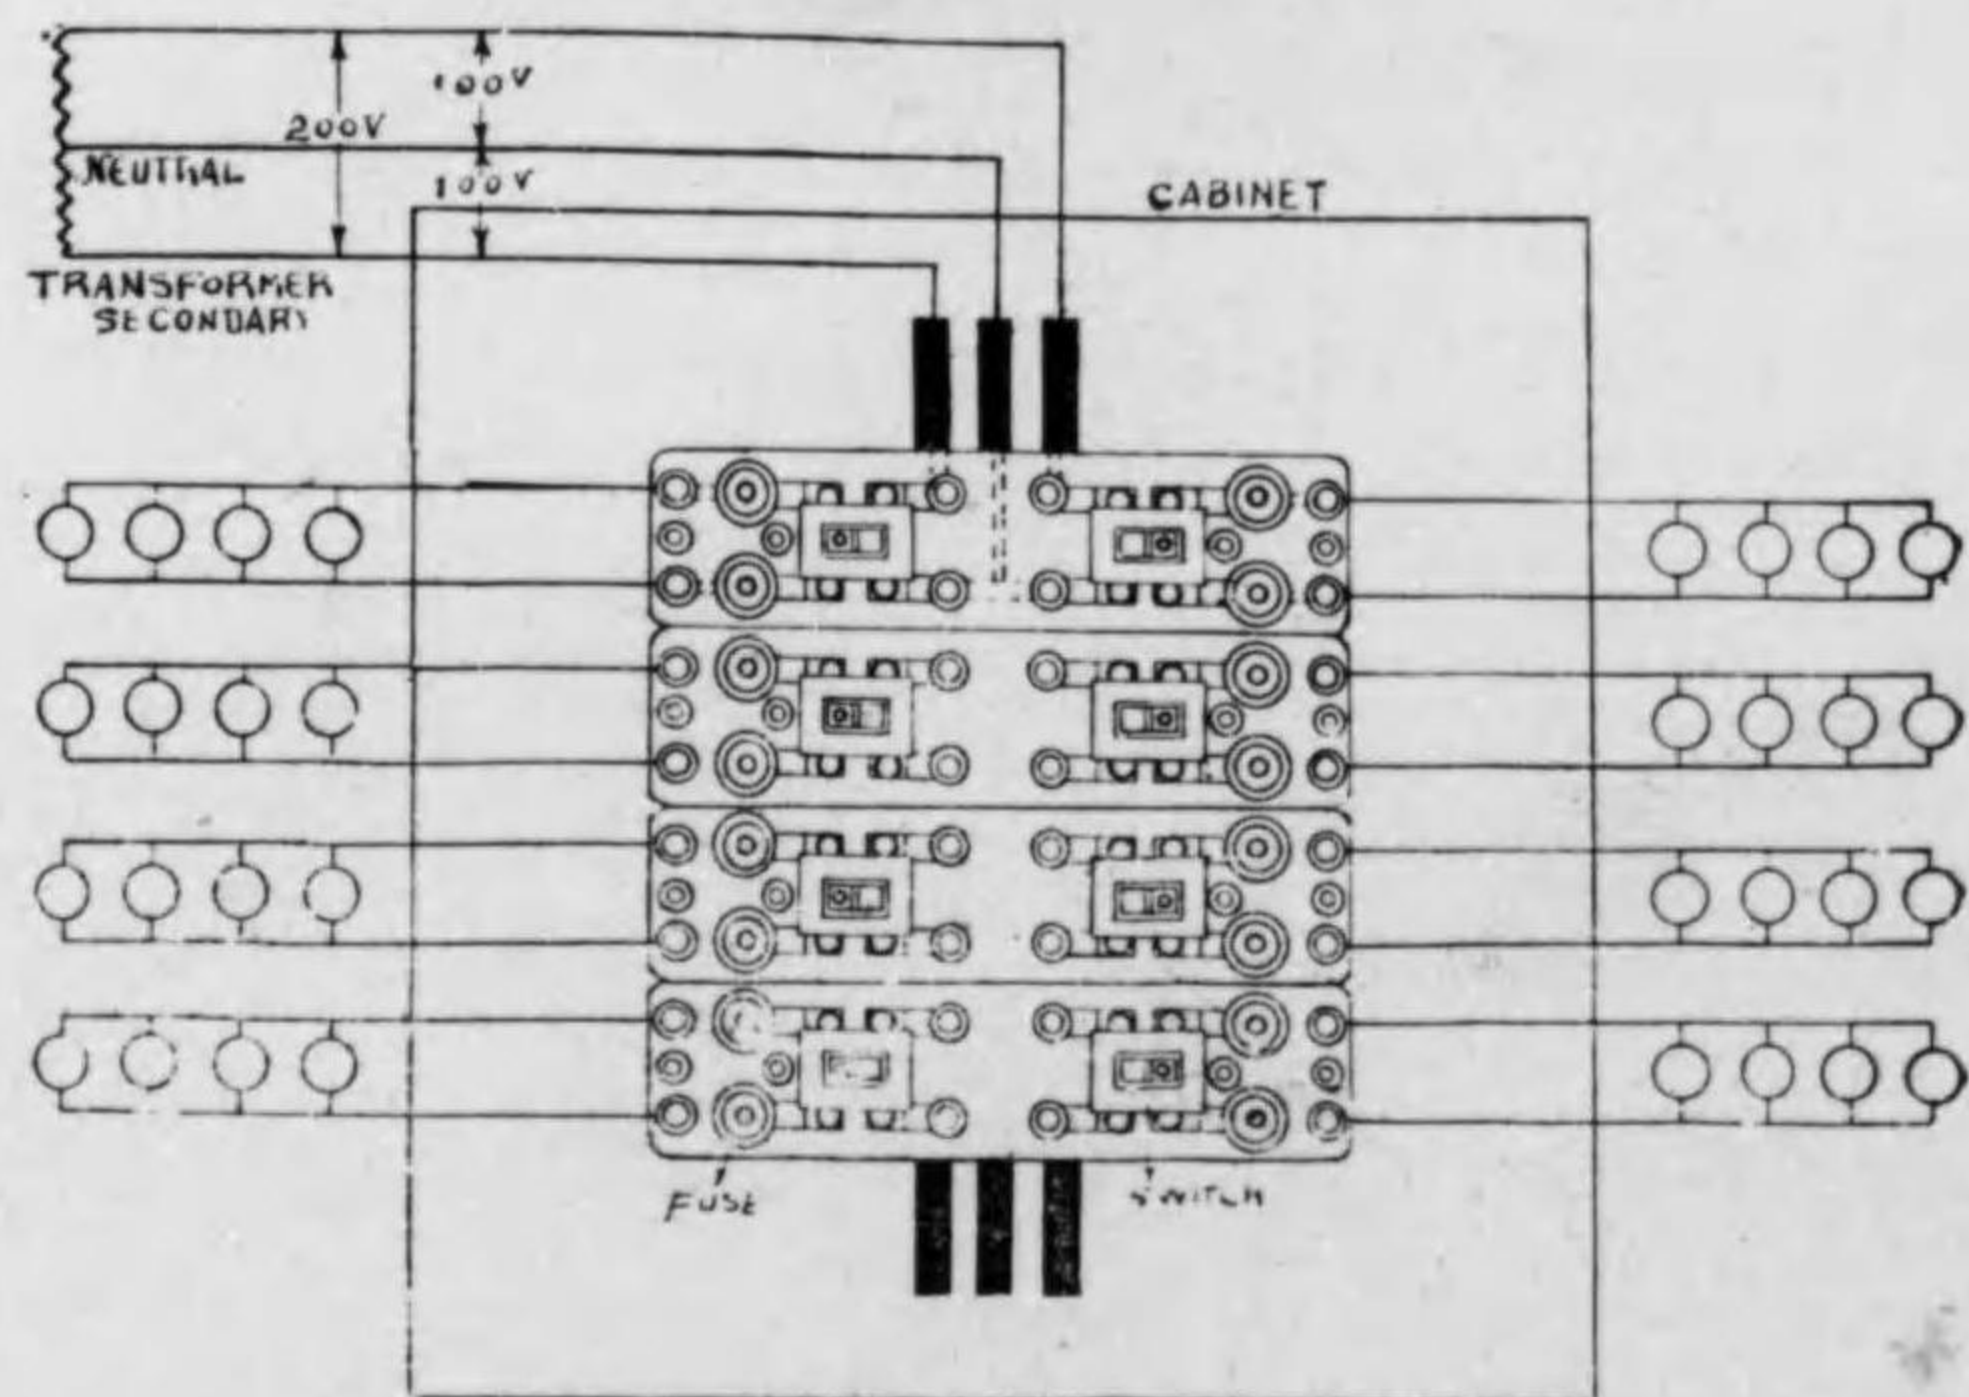 100V
200V
NEUTRAL
100V
CABINET
TRANSFORMER
SECONDARY
FUSE
SWITCH